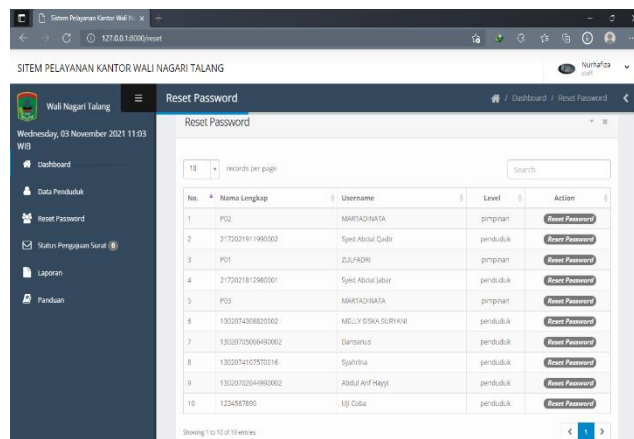 Sistem Pelayanan Kantor Wali N
127.0.0.1:8000/reset
SITEM PELAYANAN KANTOR WALI NAGARI TALANG
Nurhafiza
staff
Wali Nagari Talang
Reset Password
Dashboard / Reset Password
Wednesday, 03 November 2021 11:03 WIB
Dashboard
Data Penduduk
Reset Password
Status Pengajuan Surat 0
Laporan
Panduan
Reset Password
10 records per page
Search
No. Nama Lengkap Username Level Action
1 P02 MARTADINATA pimpinan Reset Password
2 2172021911990002 Syed Abdul Qadir penduduk Reset Password
3 P01 ZULFADRI pimpinan Reset Password
4 2172021812980001 Syed Abdul Jabar penduduk Reset Password
5 P03 MARTADINATA pimpinan Reset Password
6 1302074308820002 MELLY SISKA SURYANI penduduk Reset Password
7 13020705066490002 Dansanus penduduk Reset Password
8 1302074107570016 Syahrina penduduk Reset Password
9 13020702044990002 Abdul Arif Hayyi penduduk Reset Password
10 1234567890 Uji Coba penduduk Reset Password
Showing 1 to 10 of 10 entries
1